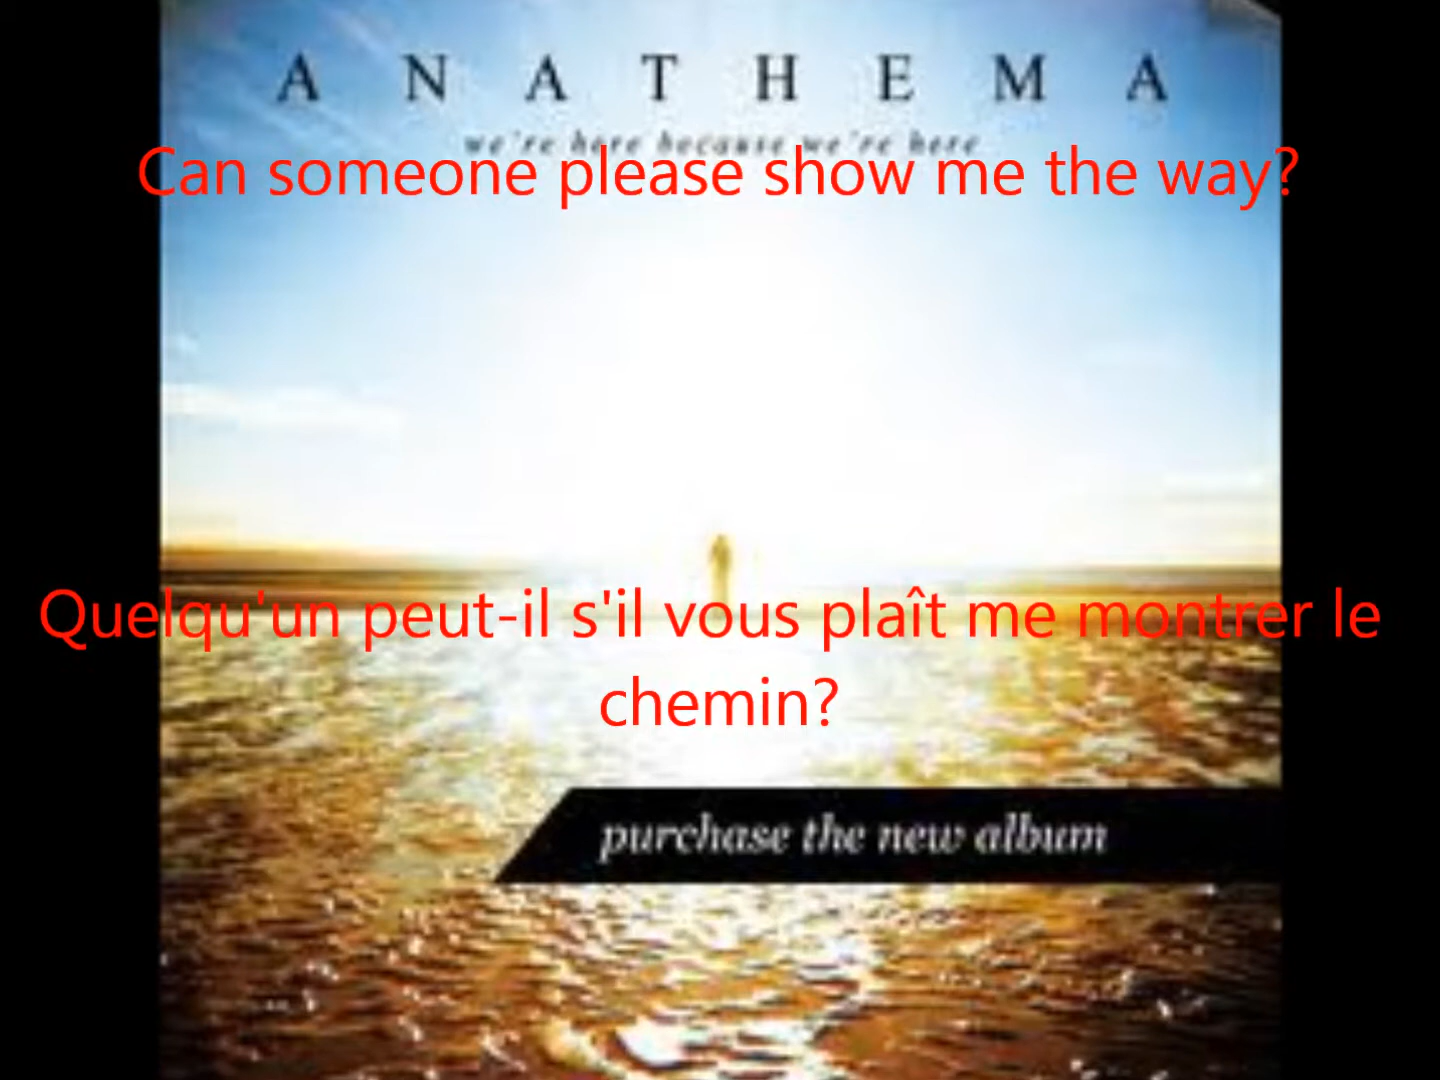 ANATHEMA
we're here because we're here
Can someone please show me the way?
Quelqu'un peut-il s'il vous plaît me montrer le
chemin?
purchase the new album